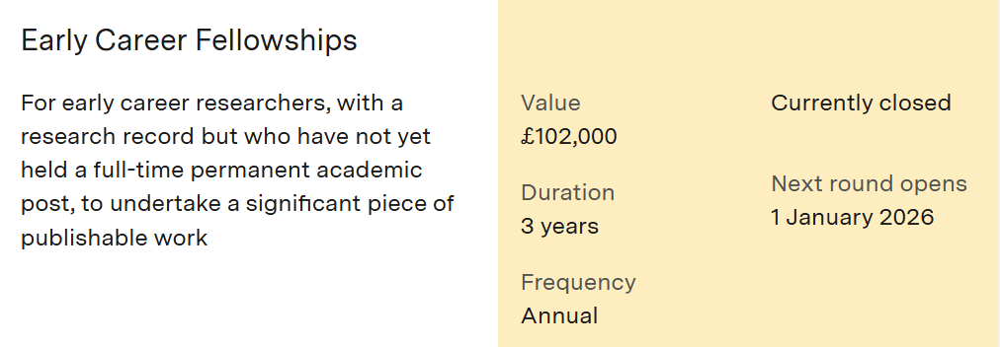 Early Career Fellowships
For early career researchers, with a
research record but who have not yet
held a full-time permanent academic
post, to undertake a significant piece of
publishable work
Value
£102,000
Duration
3 years
Frequency
Annual
Currently closed
Next round opens
1 January 2026